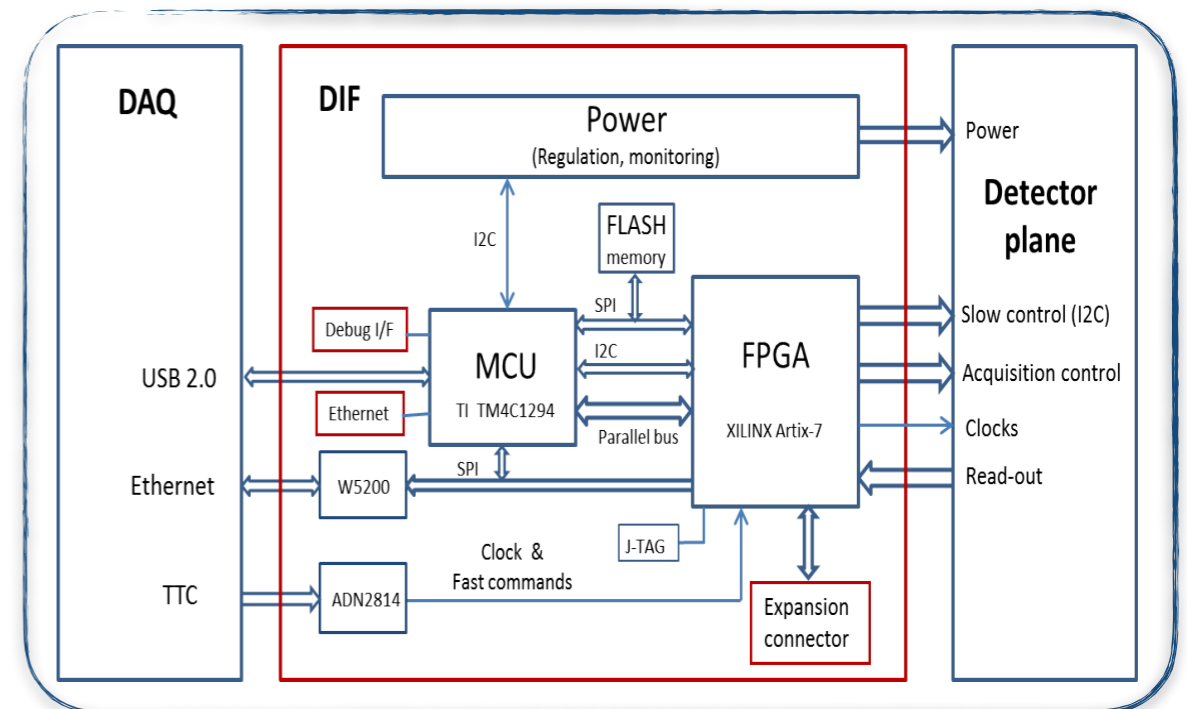 DAQ
USB 2.0
Ethernet
TTC
DIF
Power
(Regulation, monitoring)
I2C
FLASH
memory
SPI
Debug I/F
MCU
TI TM4C1294
I2C
Ethernet
Parallel bus
FPGA
XILINX Artix-7
SPI
W5200
J-TAG
Clock &
Fast commands
ADN2814
Expansion
connector
Power
Detector
plane
Slow control (I2C)
Acquisition control
Clocks
Read-out